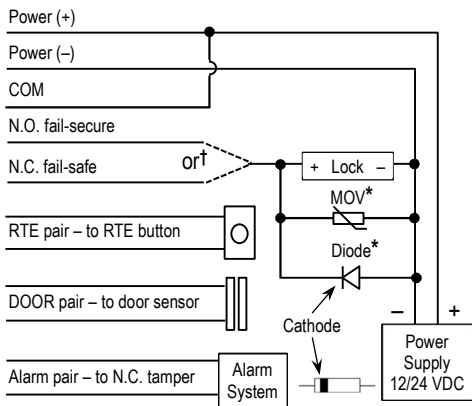 Power (+)
Power (–)
COM
N.O. fail-secure
N.C. fail-safe
or†
+ Lock –
MOV*
RTE pair – to RTE button
Diode*
DOOR pair – to door sensor
Cathode
– +
Power
Supply
12/24 VDC
Alarm pair – to N.C. tamper
Alarm
System